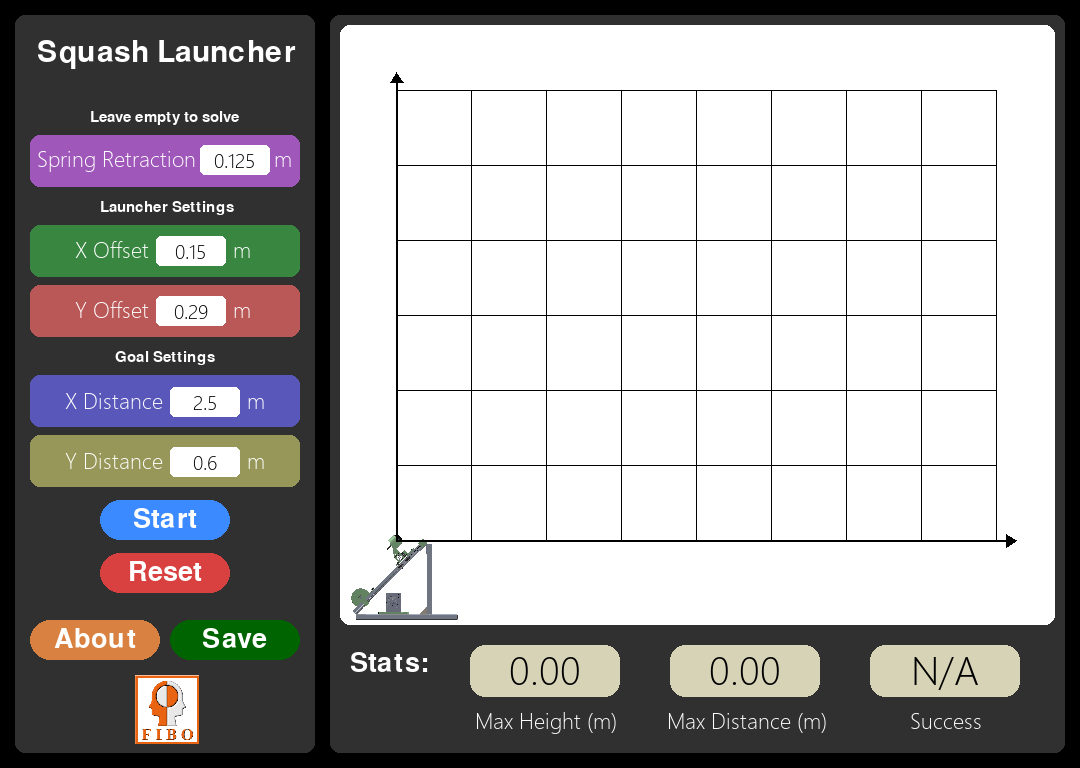 Squash Launcher
Leave empty to solve
Spring Retraction 0.125 m
Launcher Settings
X Offset 0.15 m
Y Offset 0.29 m
Goal Settings
X Distance 2.5 m
Y Distance 0.6 m
Start
Reset
About Save
FIBO
Stats: 0.00 0.00 N/A
Max Height (m) Max Distance (m) Success